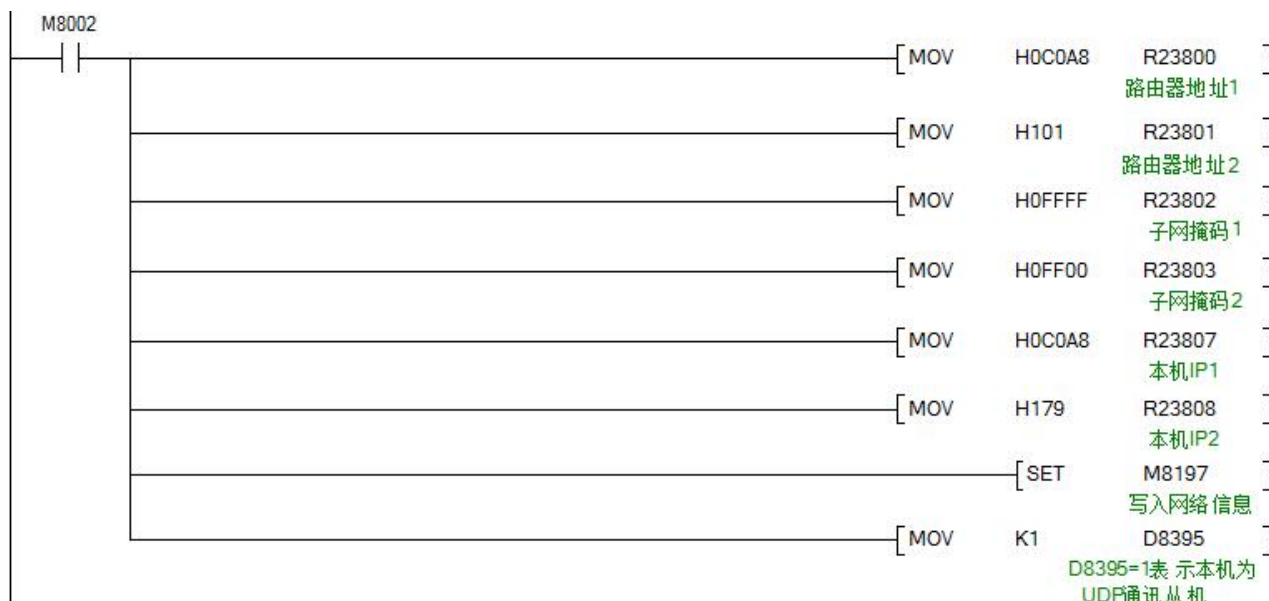 M8002
MOV H0C0A8 R23800
路由器地址1
MOV H101 R23801
路由器地址2
MOV H0FFFF R23802
子网掩码1
MOV H0FF00 R23803
子网掩码2
MOV H0C0A8 R23807
本机IP1
MOV H179 R23808
本机IP2
SET M8197
写入网络信息
MOV K1 D8395
D8395=1表示本机为
UDP通讯从机